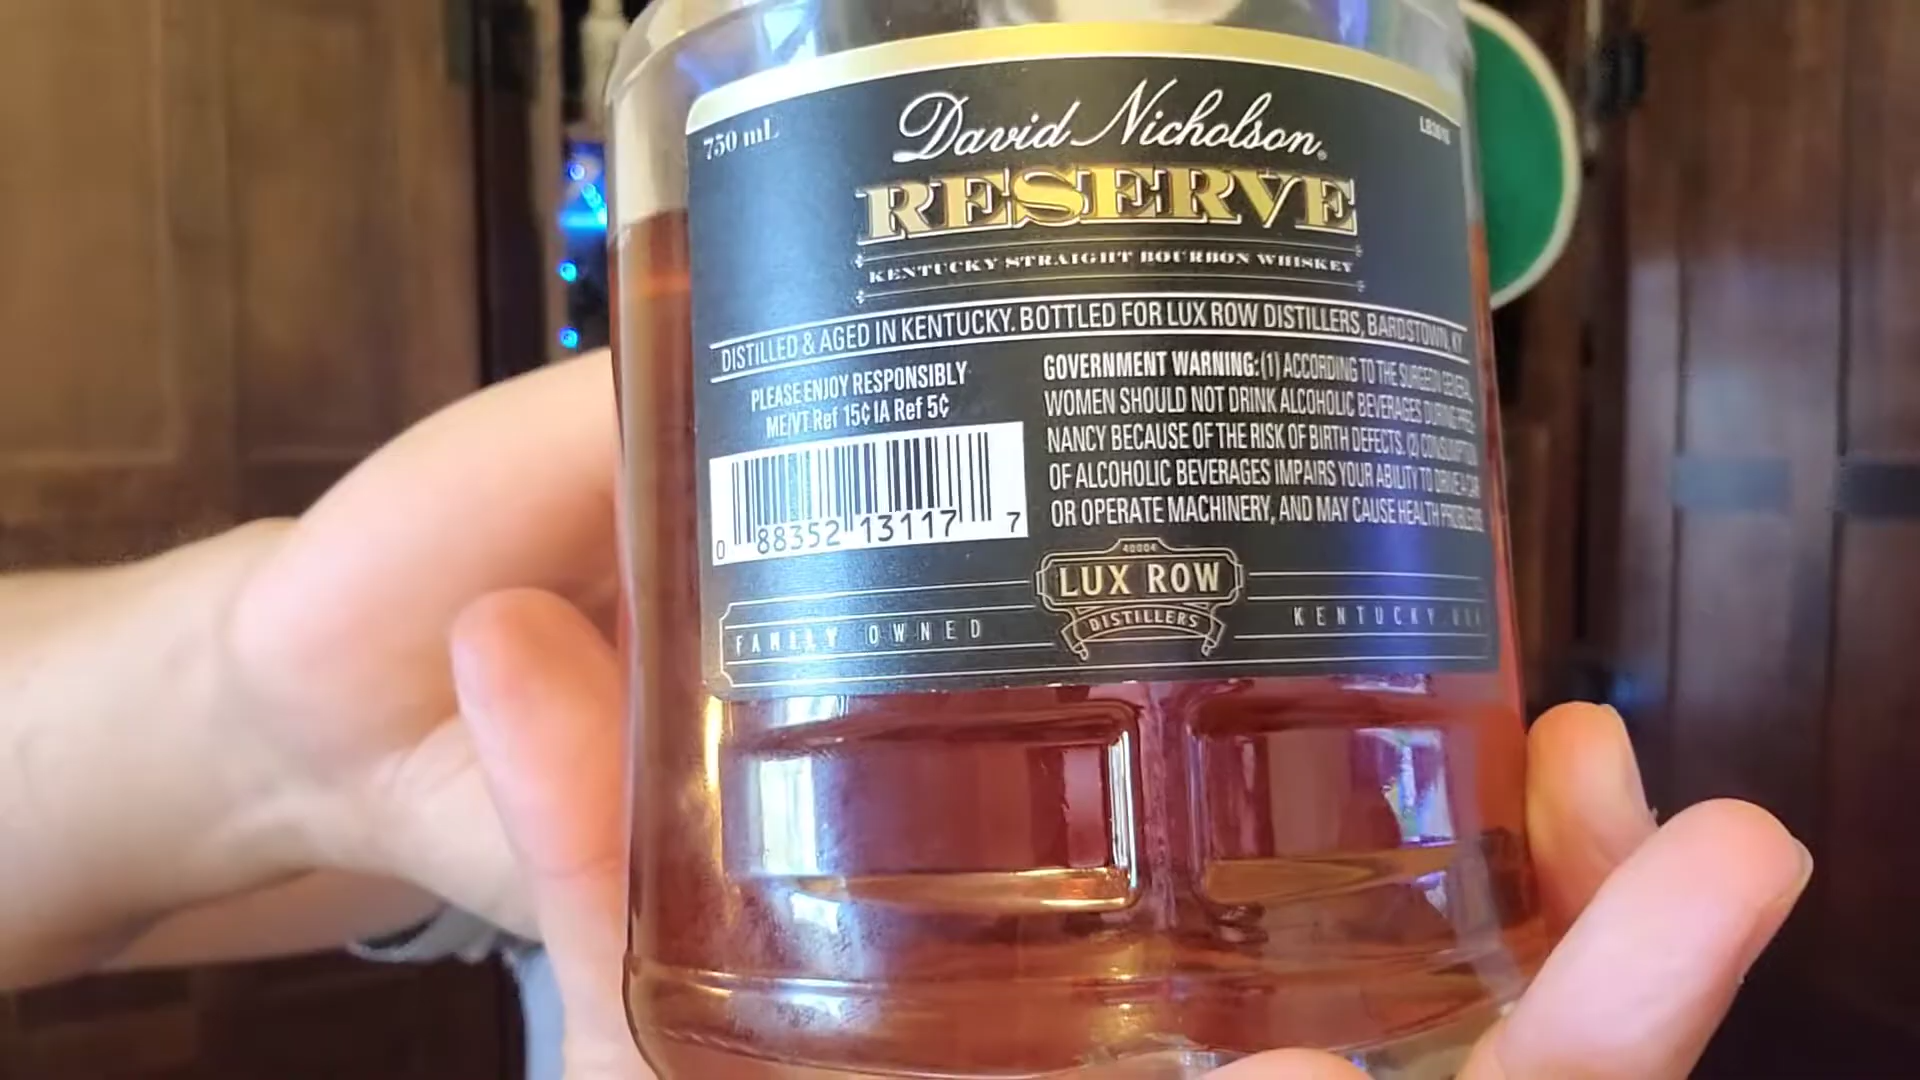 750 mL
David Nicholson®
RESERVE
KENTUCKY STRAIGHT BOURBON WHISKEY
DISTILLED & AGED IN KENTUCKY. BOTTLED FOR LUX ROW DISTILLERS, BARDSTOWN, KY
PLEASE ENJOY RESPONSIBLY
ME/VT Ref 15¢ IA Ref 5¢
0 88352 13117 7
GOVERNMENT WARNING: (1) ACCORDING TO THE SURGEON GENERAL,
WOMEN SHOULD NOT DRINK ALCOHOLIC BEVERAGES DURING PREG-
NANCY BECAUSE OF THE RISK OF BIRTH DEFECTS. (2) CONSUMPTION
OF ALCOHOLIC BEVERAGES IMPAIRS YOUR ABILITY TO DRIVE A CAR
OR OPERATE MACHINERY, AND MAY CAUSE HEALTH PROBLEMS
40004
LUX ROW
DISTILLERS
FAMILY OWNED
KENTUCKY USA